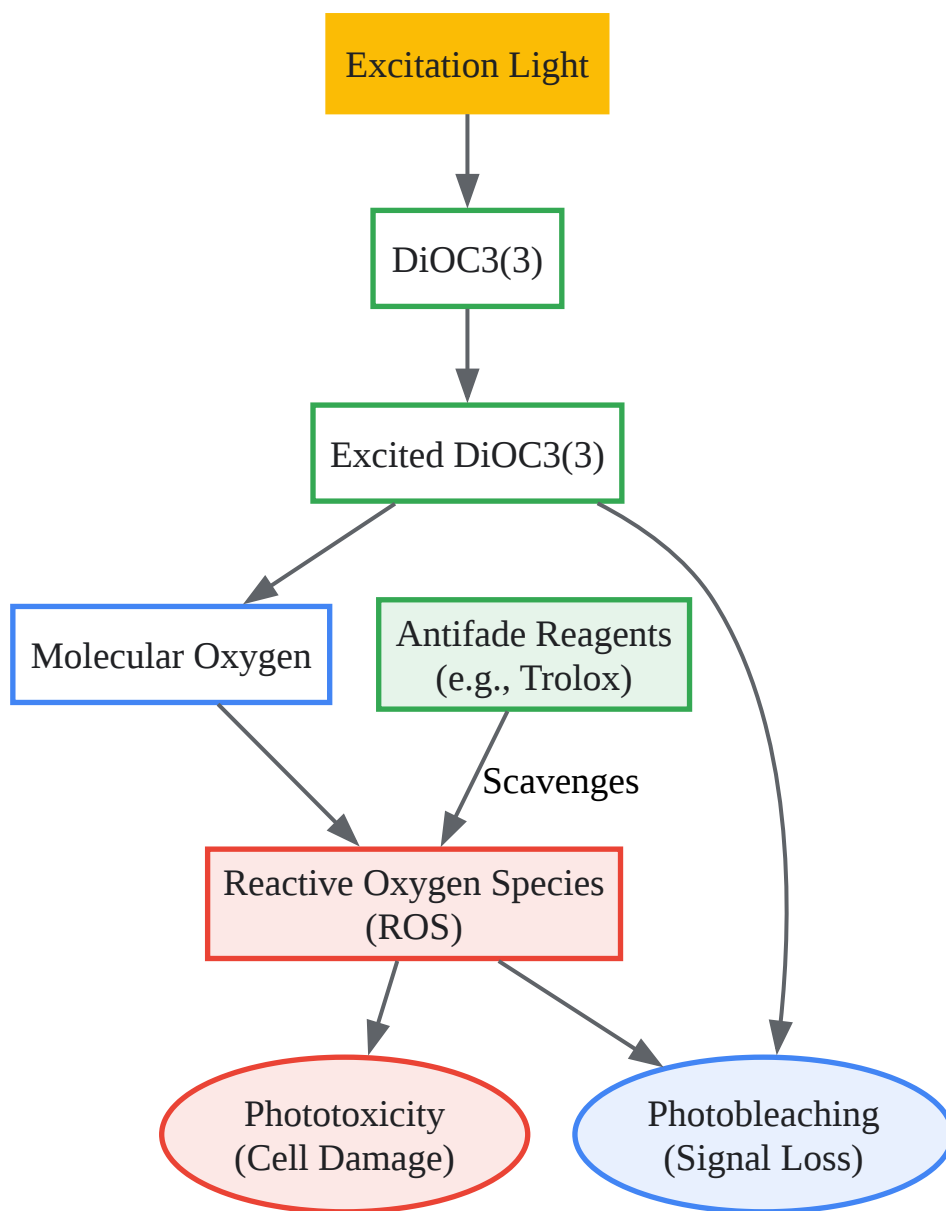 Excitation Light
DiOC3(3)
Excited DiOC3(3)
Molecular Oxygen
Antifade Reagents
(e.g., Trolox)
Scavenges
Reactive Oxygen Species
(ROS)
Phototoxicity
(Cell Damage)
Photobleaching
(Signal Loss)